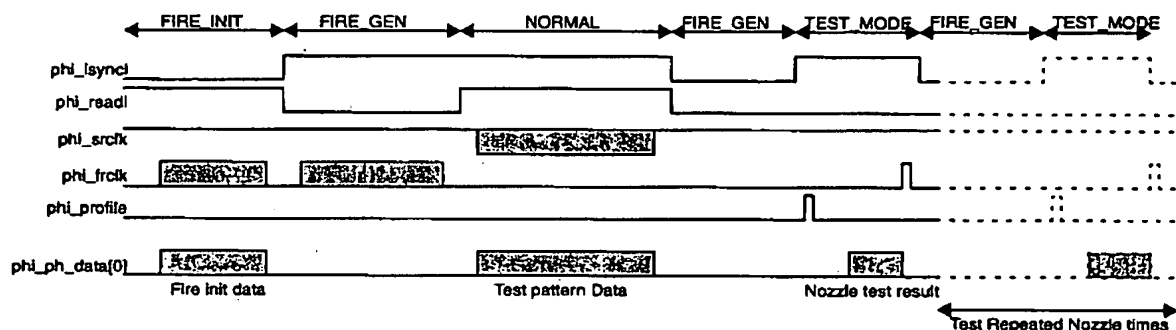 FIRE_INIT FIRE_GEN NORMAL FIRE_GEN TEST_MODE FIRE_GEN TEST_MODE
phi_lsyncl
phi_readl
phi_srclk
phi_frclk
phi_profile
phi_ph_data[0]
Fire init data Test pattern Data Nozzle test result
Test Repeated Nozzle times